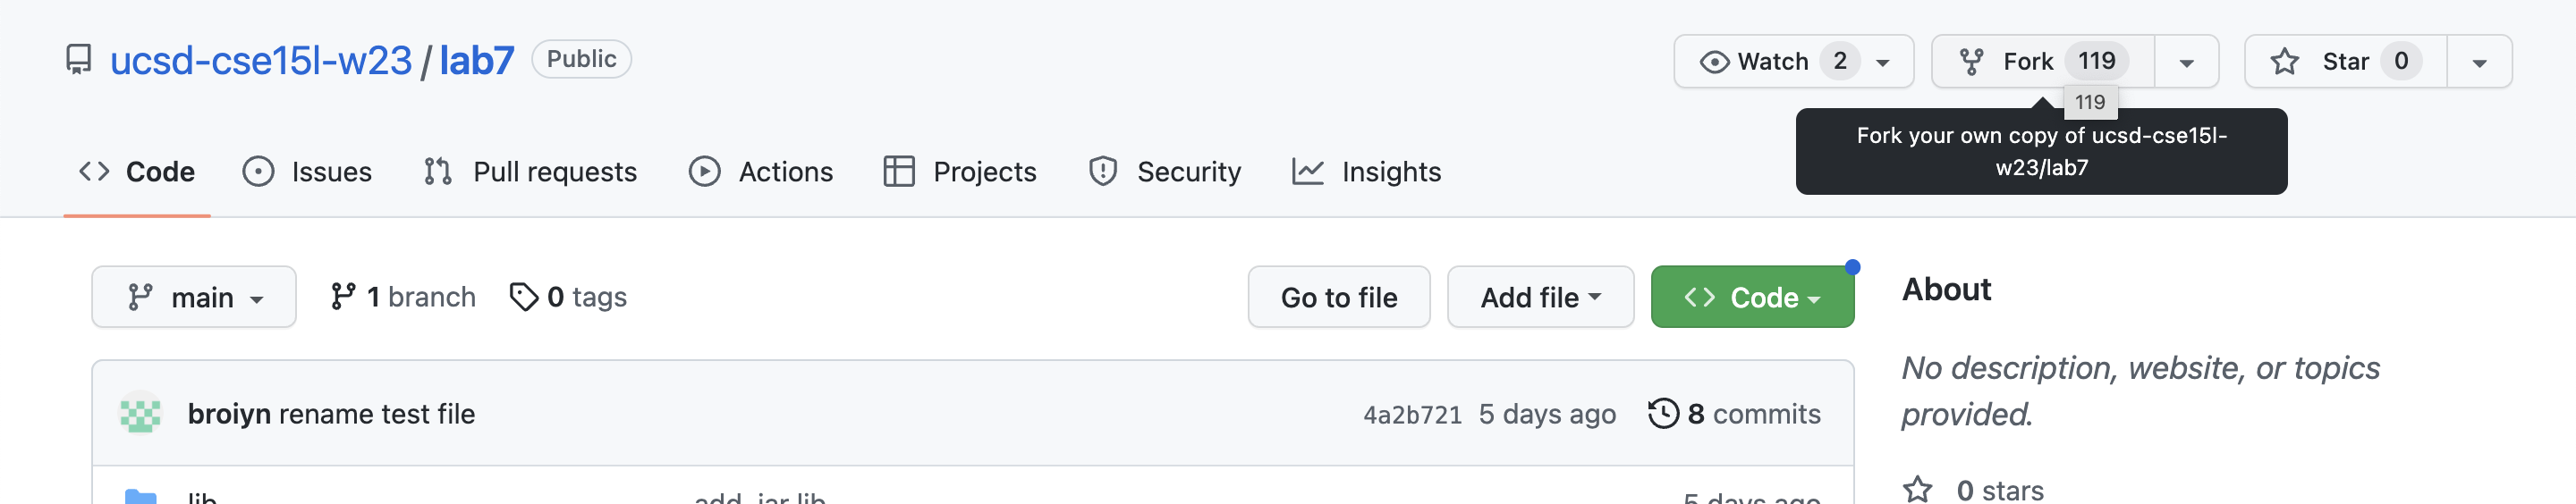 ucsd-cse15l-w23 / lab7 Public
Watch 2
Fork 119
Star 0
119
Fork your own copy of ucsd-cse15l-
w23/lab7
Code
Issues
Pull requests
Actions
Projects
Security
Insights
main
1 branch
0 tags
Go to file
Add file
Code
About
No description, website, or topics
provided.
broiyn rename test file
4a2b721 5 days ago
8 commits
lib
add jar lib
5 days ago
0 stars